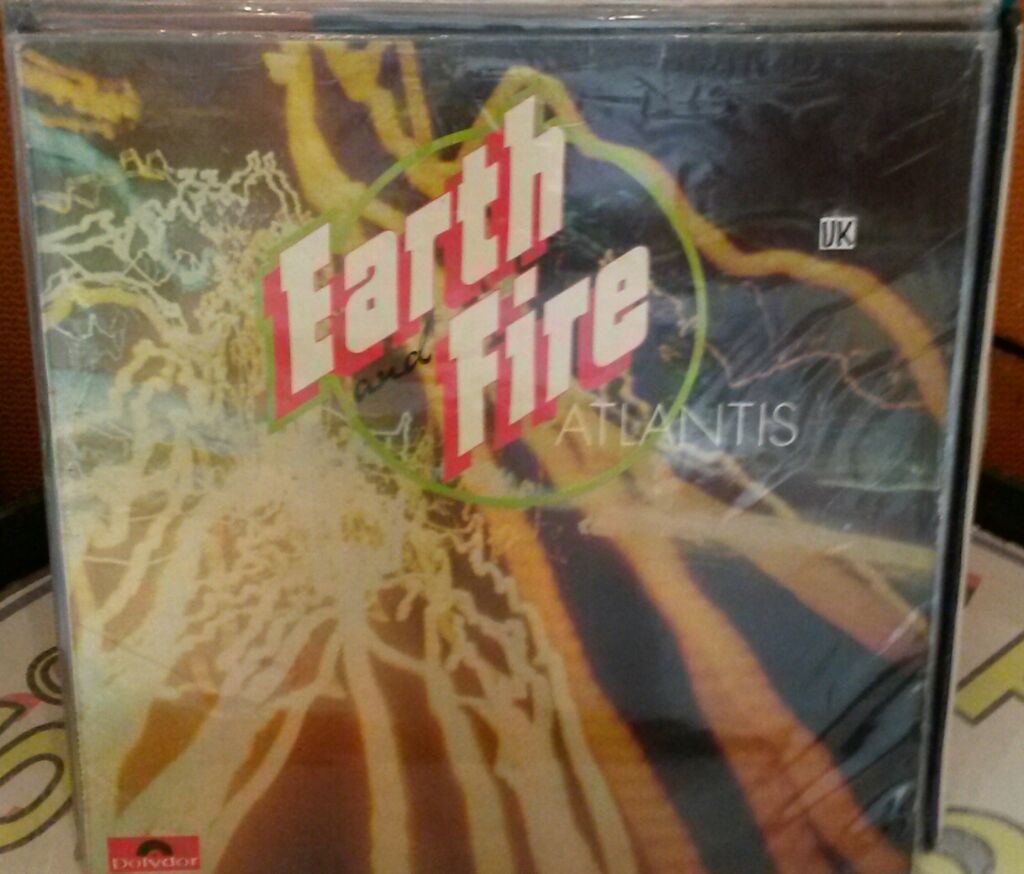 Earth
and Fire
ATLANTIS
UK
Polydor